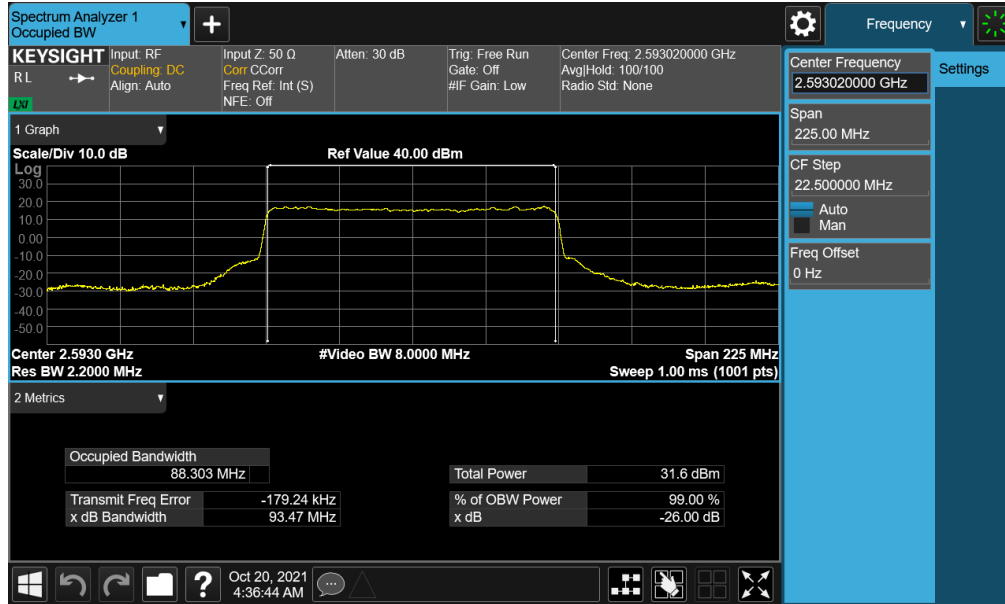 Spectrum Analyzer 1
Occupied BW
+
Frequency
KEYSIGHT
R L
LXI
Input: RF
Coupling: DC
Align: Auto
Input Z: 50 Ω
Corr CCorr
Freq Ref: Int (S)
NFE: Off
Atten: 30 dB
Trig: Free Run
Gate: Off
#IF Gain: Low
Center Freq: 2.593020000 GHz
Avg|Hold: 100/100
Radio Std: None
Center Frequency
2.593020000 GHz
Settings
Span
225.00 MHz
CF Step
22.500000 MHz
Auto
Man
Freq Offset
0 Hz
1 Graph
Scale/Div 10.0 dB
Ref Value 40.00 dBm
Log
30.0
20.0
10.0
0.00
-10.0
-20.0
-30.0
-40.0
-50.0
Center 2.5930 GHz
#Video BW 8.0000 MHz
Span 225 MHz
Res BW 2.2000 MHz
Sweep 1.00 ms (1001 pts)
2 Metrics
Occupied Bandwidth
88.303 MHz
Total Power 31.6 dBm
Transmit Freq Error -179.24 kHz
% of OBW Power 99.00 %
x dB Bandwidth 93.47 MHz
x dB -26.00 dB
?
Oct 20, 2021
4:36:44 AM